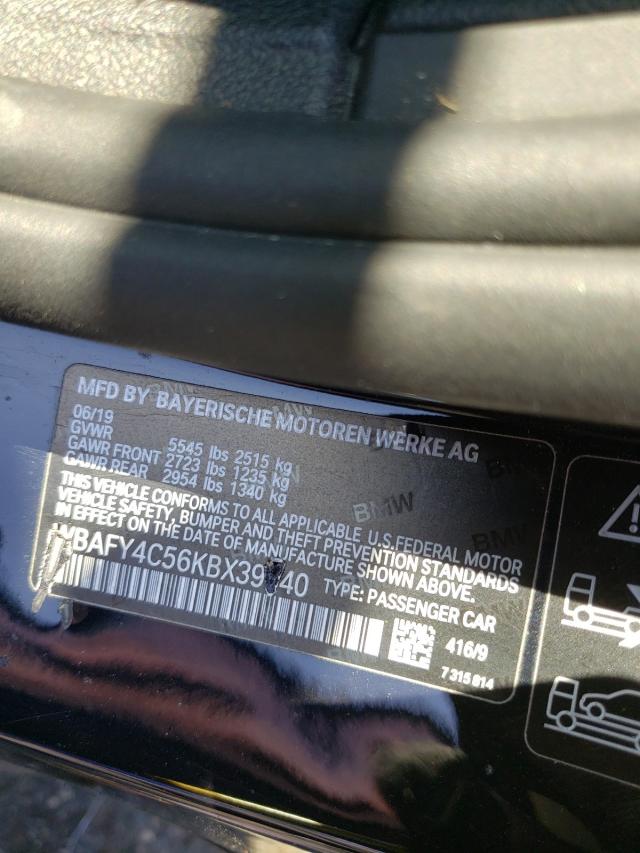 MFD BY BAYERISCHE MOTOREN WERKE AG
06/19
GVWR 5545 lbs 2515 kg
GAWR FRONT 2723 lbs 1235 kg
GAWR REAR 2954 lbs 1340 kg
THIS VEHICLE CONFORMS TO ALL APPLICABLE U.S.FEDERAL MOTOR
VEHICLE SAFETY, BUMPER AND THEFT PREVENTION STANDARDS
IN EFFECT ON THE DATE OF MANUFACTURE SHOWN ABOVE.
TYPE: PASSENGER CAR
416/9
7 315 814
BMW